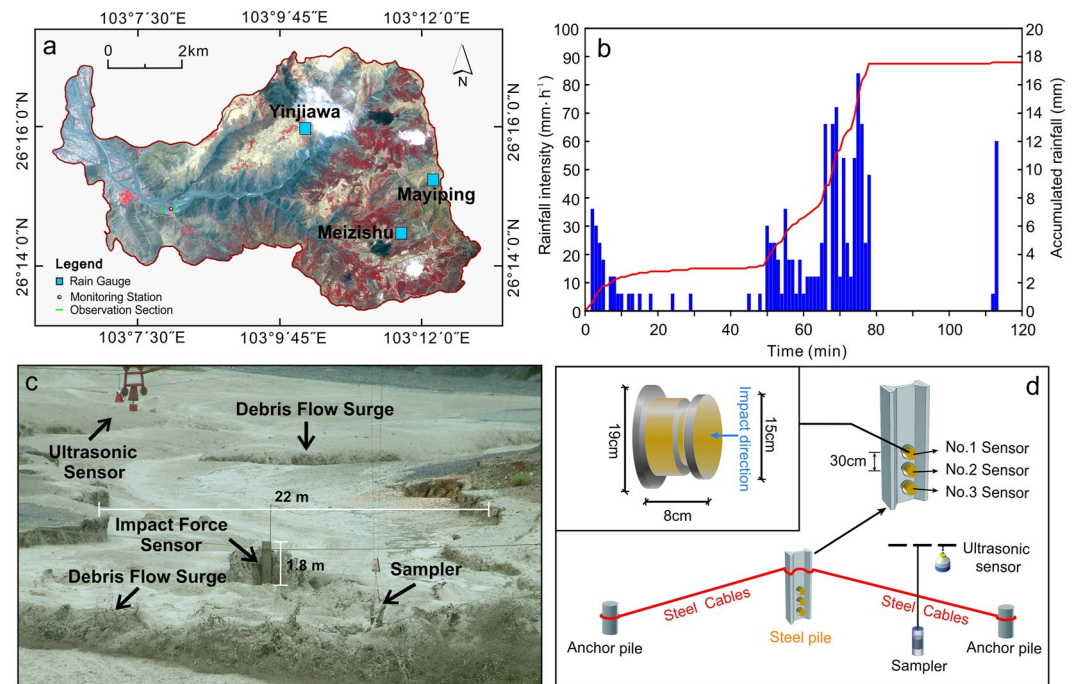 103°7′30″E 103°9′45″E 103°12′0″E
a
0 2km
N
Yinjiawa
Mayiping
Meizishu
26°16′0″N
26°14′0″N
26°16′0″N
26°14′0″N
Legend
Rain Gauge
Monitoring Station
Observation Section
103°7′30″E 103°9′45″E 103°12′0″E
b
Rainfall intensity (mm·h⁻¹)
100
90
80
70
60
50
40
30
20
10
0
Accumulated rainfall (mm)
20
18
16
14
12
10
8
6
4
2
0
0 20 40 60 80 100 120
Time (min)
c
Ultrasonic
Sensor
Debris Flow Surge
22 m
Impact Force
Sensor
1.8 m
Debris Flow Surge
Sampler
d
19cm
Impact direction
15cm
8cm
30cm
No.1 Sensor
No.2 Sensor
No.3 Sensor
Ultrasonic
sensor
Steel Cables
Steel Cables
Anchor pile
Steel pile
Sampler
Anchor pile